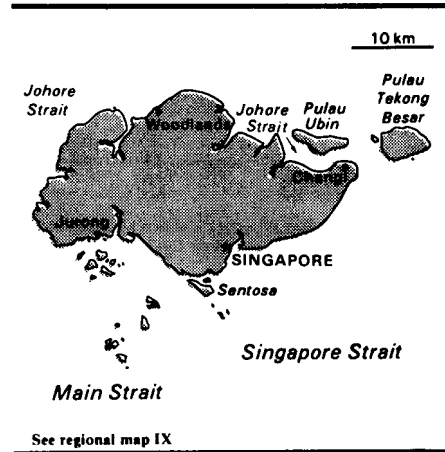 10 km
Johore
Strait
Woodlands
Johore
Strait
Pulau
Ubin
Pulau
Tekong
Besar
Changi
Jurong
SINGAPORE
Santosa
Singapore Strait
Main Strait
See regional map IX